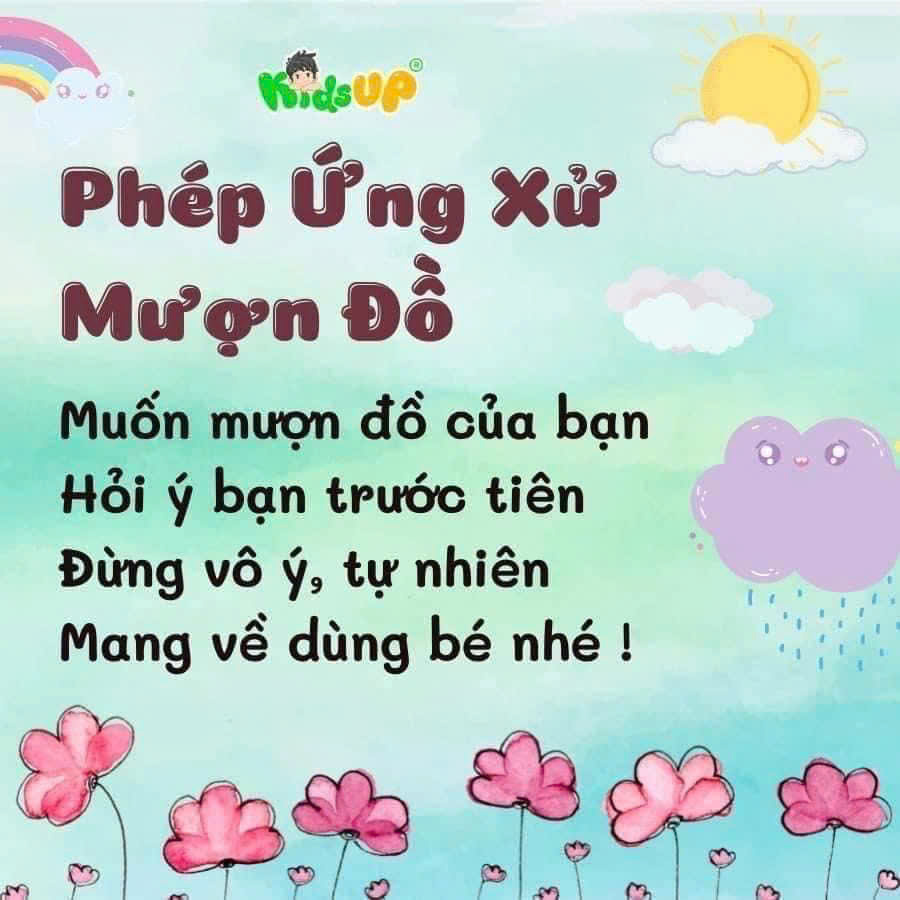 KidsUP®
Phép Ứng Xử
Mượn Đồ
Muốn mượn đồ của bạn
Hỏi ý bạn trước tiên
Đừng vô ý, tự nhiên
Mang về dùng bé nhé !